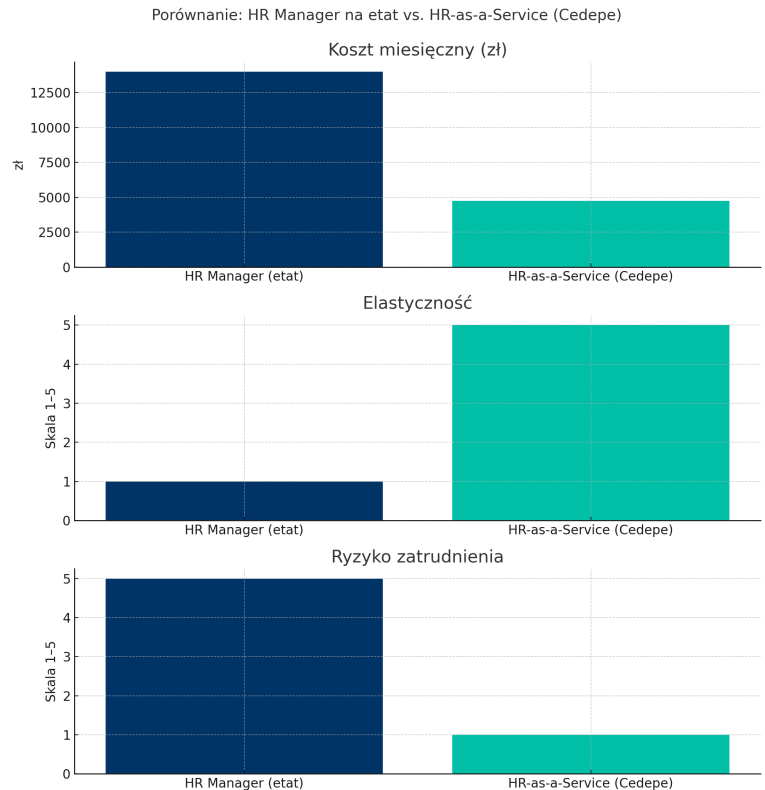 Porównanie: HR Manager na etat vs. HR-as-a-Service (Cedepe)
Koszt miesięczny (zł)
zł
12500
10000
7500
5000
2500
0
HR Manager (etat) HR-as-a-Service (Cedepe)
Elastyczność
Skala 1–5
5
4
3
2
1
0
HR Manager (etat) HR-as-a-Service (Cedepe)
Ryzyko zatrudnienia
Skala 1–5
5
4
3
2
1
0
HR Manager (etat) HR-as-a-Service (Cedepe)